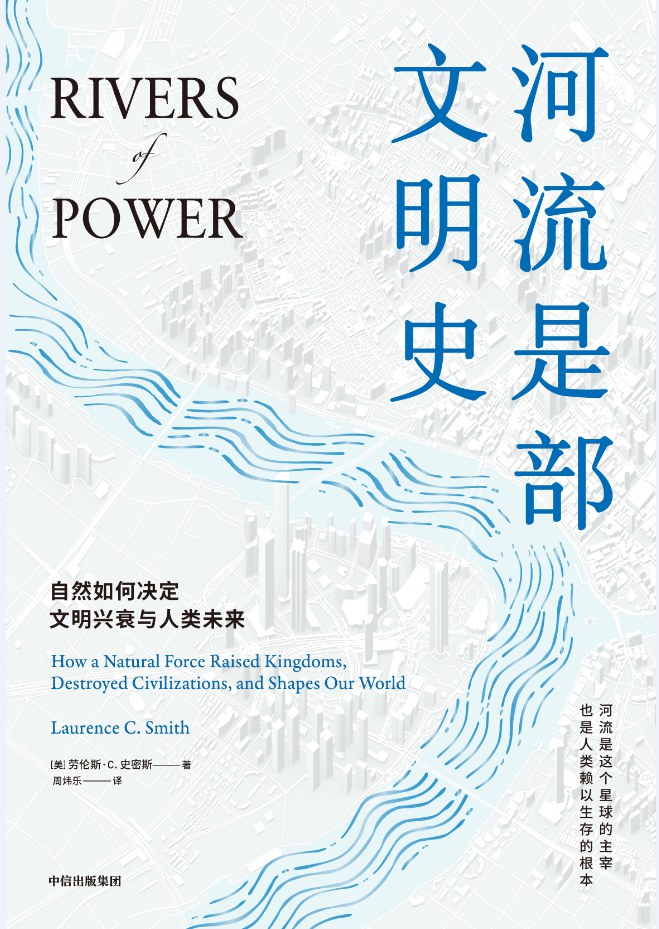 RIVERS
of
POWER
河流是部
文明史
自然如何决定
文明兴衰与人类未来
How a Natural Force Raised Kingdoms,
Destroyed Civilizations, and Shapes Our World
Laurence C. Smith
[美] 劳伦斯·C. 史密斯——著
周炜乐——译
河流是这个星球的主宰
也是人类赖以生存的根本
中信出版集团